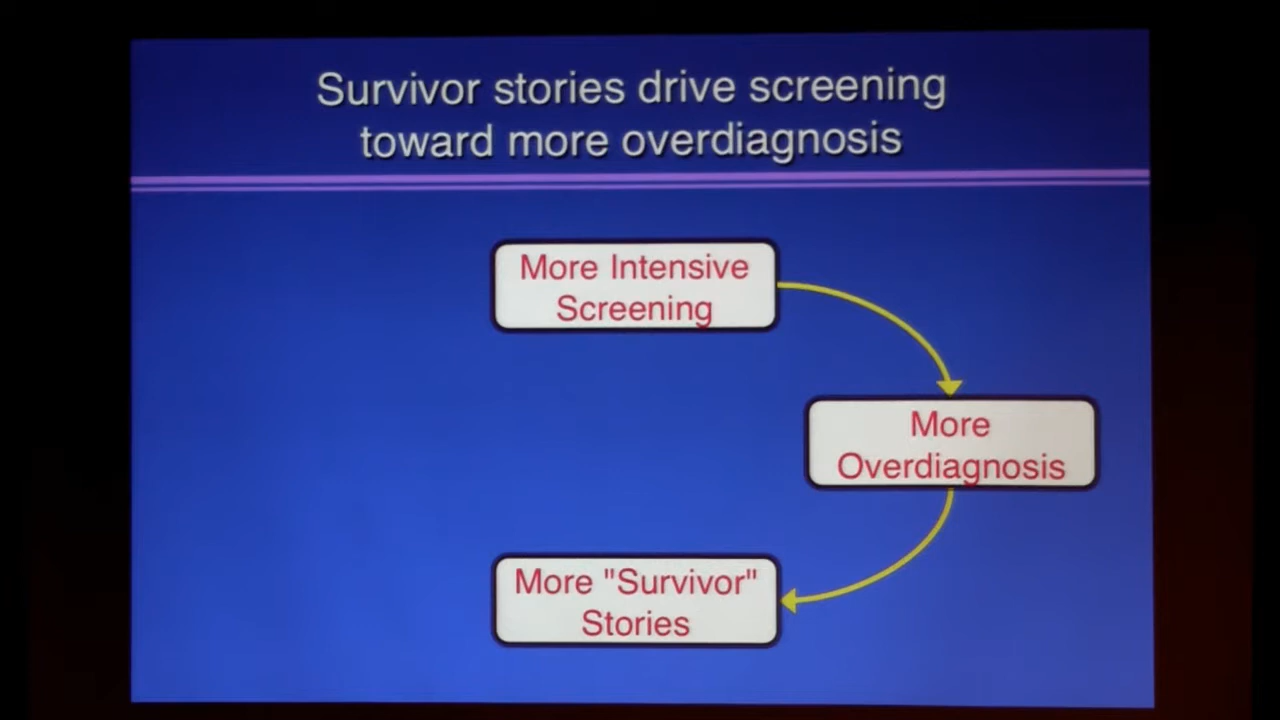 Survivor stories drive screening
toward more overdiagnosis
More Intensive
Screening
More
Overdiagnosis
More "Survivor"
Stories